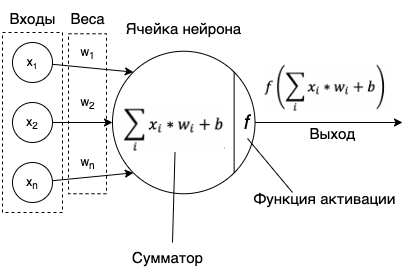 Входы
Веса
Ячейка нейрона
x1
w1
x2
w2
xn
wn
∑ xi * wi + b
i
f
f(∑ xi * wi + b)
i
Выход
Функция активации
Сумматор